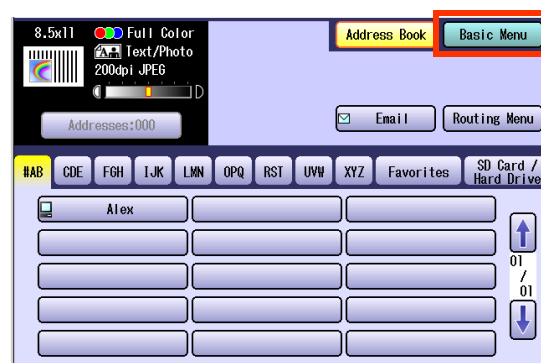 8.5x11 Full Color
Text/Photo
200dpi JPEG
D
Addresses:000
Address Book
Basic Menu
Email
Routing Menu
#AB CDE FGH IJK LMN OPQ RST UVW XYZ Favorites SD Card /
Hard Drive
Alex
01
/
01